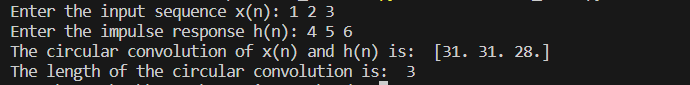 Enter the input sequence x(n): 1 2 3
Enter the impulse response h(n): 4 5 6
The circular convolution of x(n) and h(n) is:  [31. 31. 28.]
The length of the circular convolution is:  3